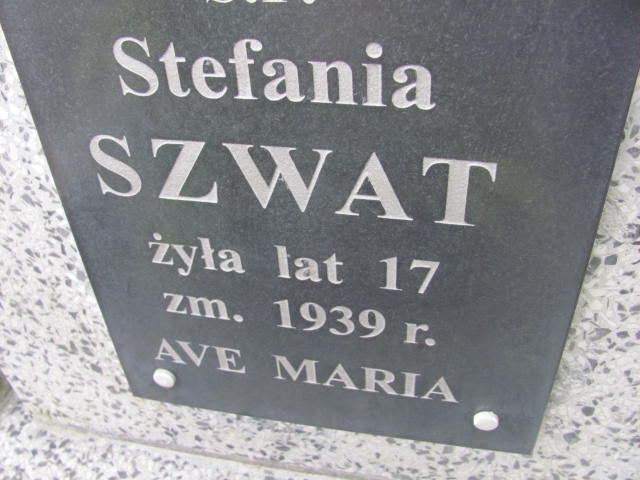 Ś.P.
Stefania
SZWAT
żyła lat 17
zm. 1939 r.
AVE MARIA